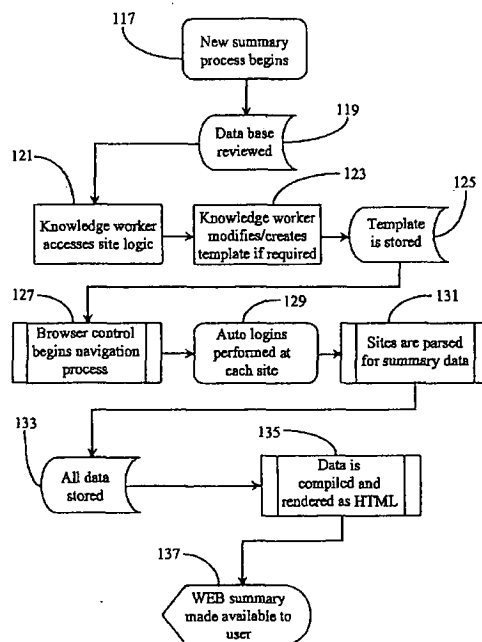 117
New summary
process begins
119
Data base
reviewed
121
Knowledge worker
accesses site logic
123
Knowledge worker
modifies/creates
template if required
125
Template
is stored
127
Browser control
begins navigation
process
129
Auto logins
performed at
each site
131
Sites are parsed
for summary data
133
All data
stored
135
Data is
compiled and
rendered as HTML
137
WEB summary
made available to
user